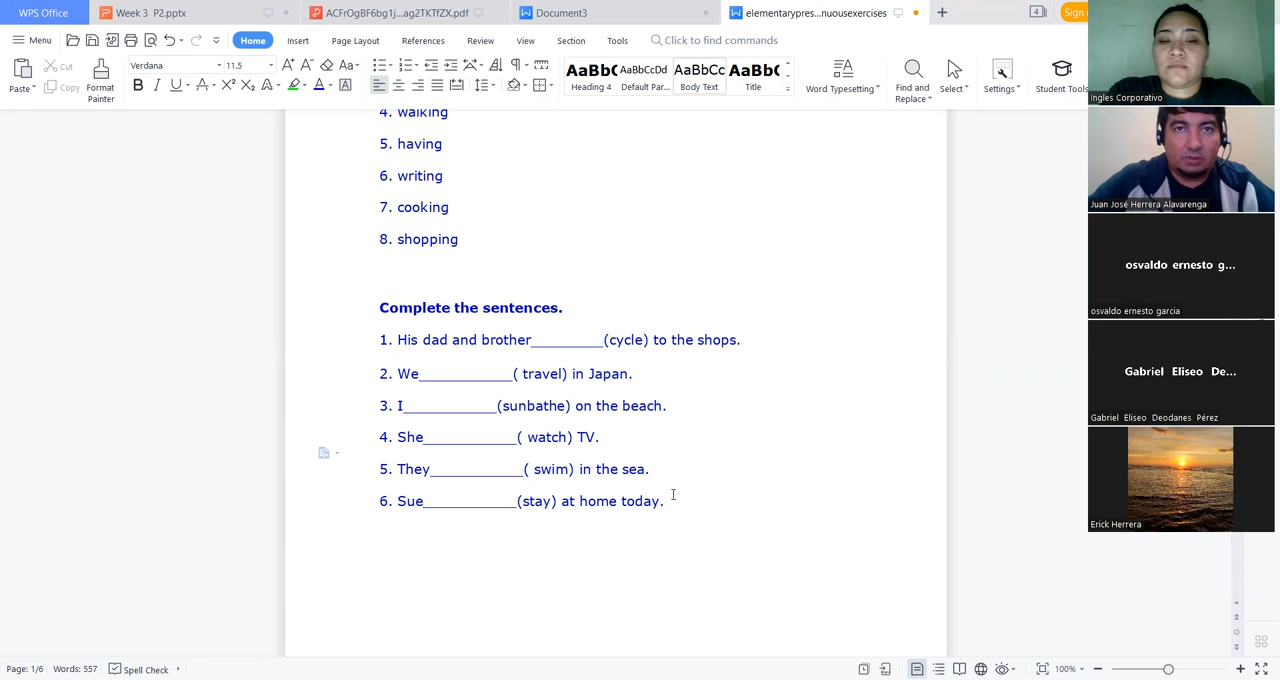 WPS Office
Week 3 P2.pptx
ACFrOgBF6bg1j...ag2TKTfZX.pdf
Document3
elementarypres...nuousexercises
4
Sign
Menu
Home
Insert
Page Layout
References
Review
View
Section
Tools
Click to find commands
Paste
Cut
Copy
Format
Painter
Verdana
11.5
AaBbC
Heading 4
AaBbCcDd
Default Par...
AaBbCc
Body Text
AaBbC
Title
Word Typesetting
Find and
Replace
Select
Settings
Student Tools
4. walking
5. having
6. writing
7. cooking
8. shopping
Complete the sentences.
1. His dad and brother_________(cycle) to the shops.
2. We____________( travel) in Japan.
3. I____________(sunbathe) on the beach.
4. She____________( watch) TV.
5. They____________( swim) in the sea.
6. Sue____________(stay) at home today.
Ingles Corporativo
Juan José Herrera Alavarenga
osvaldo ernesto g...
osvaldo ernesto garcia
Gabriel Eliseo De...
Gabriel Eliseo Deodanes Pérez
Erick Herrera
Page: 1/6
Words: 557
Spell Check
100%